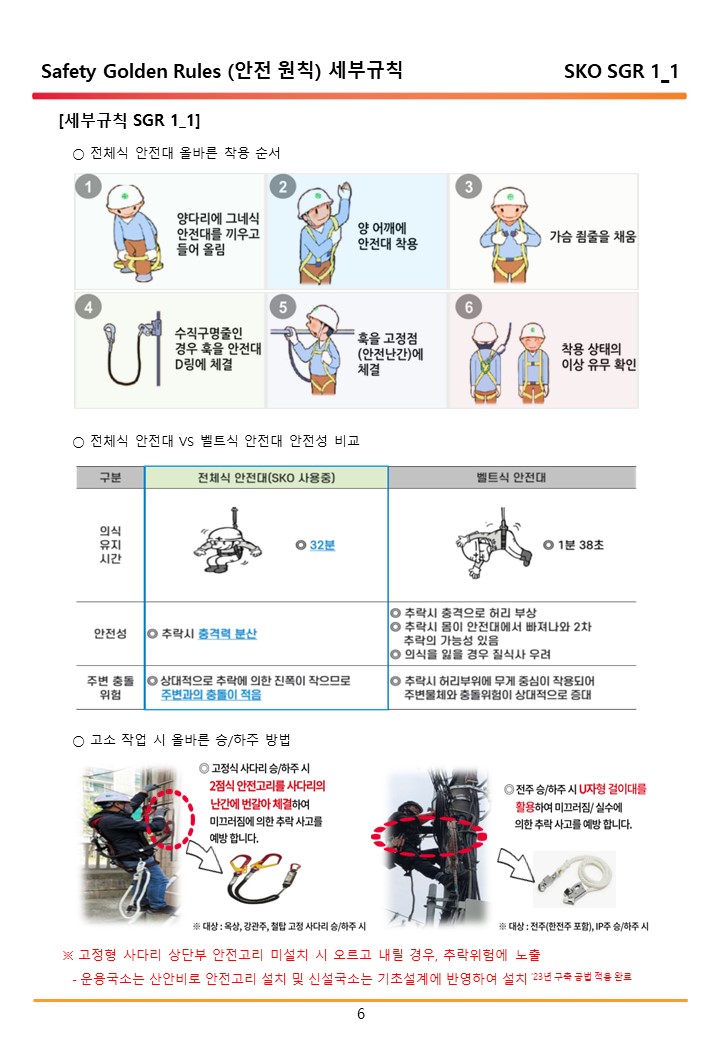 Safety Golden Rules (안전 원칙) 세부규칙 SKO SGR 1_1
[세부규칙 SGR 1_1]
○ 전체식 안전대 올바른 착용 순서
1
양다리에 그네식
안전대를 끼우고
들어 올림
2
양 어깨에
안전대 착용
3
가슴 죔줄을 채움
4
수직구명줄인
경우 훅을 안전대
D링에 체결
5
훅을 고정점
(안전난간)에
체결
6
착용 상태의
이상 유무 확인
○ 전체식 안전대 VS 벨트식 안전대 안전성 비교
구분 전체식 안전대(SKO 사용중) 벨트식 안전대
의식
유지
시간
◎ 32분
◎ 1분 38초
안전성
◎ 추락시 충격력 분산
◎ 추락시 충격으로 허리 부상
◎ 추락시 몸이 안전대에서 빠져나와 2차
추락의 가능성 있음
◎ 의식을 잃을 경우 질식사 우려
주변 충돌
위험
◎ 상대적으로 추락에 의한 진폭이 작으므로
주변과의 충돌이 적음
◎ 추락시 허리부위에 무게 중심이 작용되어
주변물체와 충돌위험이 상대적으로 증대
○ 고소 작업 시 올바른 승/하주 방법
◎ 고정식 사다리 승/하주 시
2점식 안전고리를 사다리의
난간에 번갈아 체결하여
미끄러짐에 의한 추락 사고를
예방 합니다.
※ 대상 : 옥상, 강관주, 철탑 고정 사다리 승/하주 시
◎ 전주 승/하주 시 U자형 걸이대를
활용하여 미끄러짐/ 실수에
의한 추락 사고를 예방 합니다.
※ 대상 : 전주(한전주 포함), IP주 승/하주 시
※ 고정형 사다리 상단부 안전고리 미설치 시 오르고 내릴 경우, 추락위험에 노출
- 운용국소는 산안비로 안전고리 설치 및 신설국소는 기초설계에 반영하여 설치 '23년 구축 공법 적용 완료
6